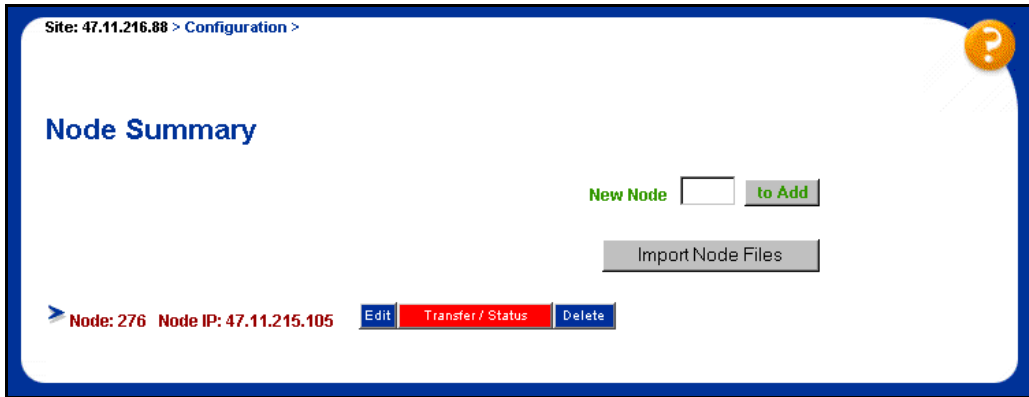 Site: 47.11.216.88 > Configuration >
?
Node Summary
New Node to Add
Import Node Files
Node: 276 Node IP: 47.11.215.105 Edit Transfer / Status Delete